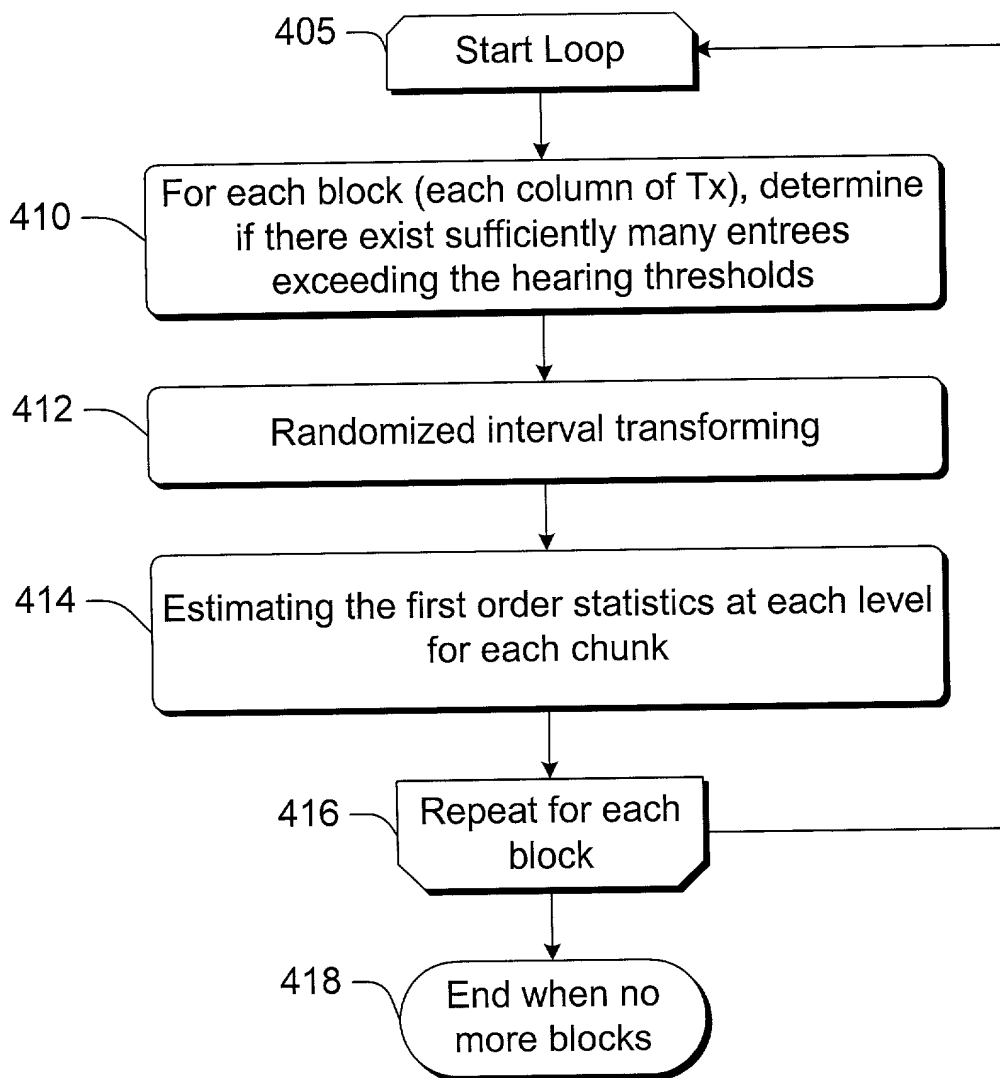 405
Start Loop
410
For each block (each column of Tx), determine
if there exist sufficiently many entrees
exceeding the hearing thresholds
412
Randomized interval transforming
414
Estimating the first order statistics at each level
for each chunk
416
Repeat for each
block
418
End when no
more blocks